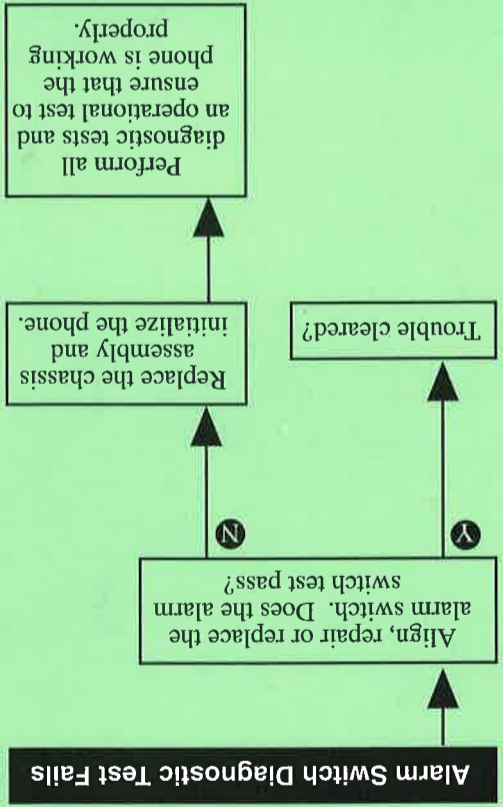 Alarm Switch Diagnostic Test Fails
Align, repair or replace the
alarm switch. Does the alarm
switch test pass?
Y
N
Trouble cleared?
Replace the chassis
assembly and
initialize the phone.
Perform all
diagnostic tests and
an operational test to
ensure that the
phone is working
properly.